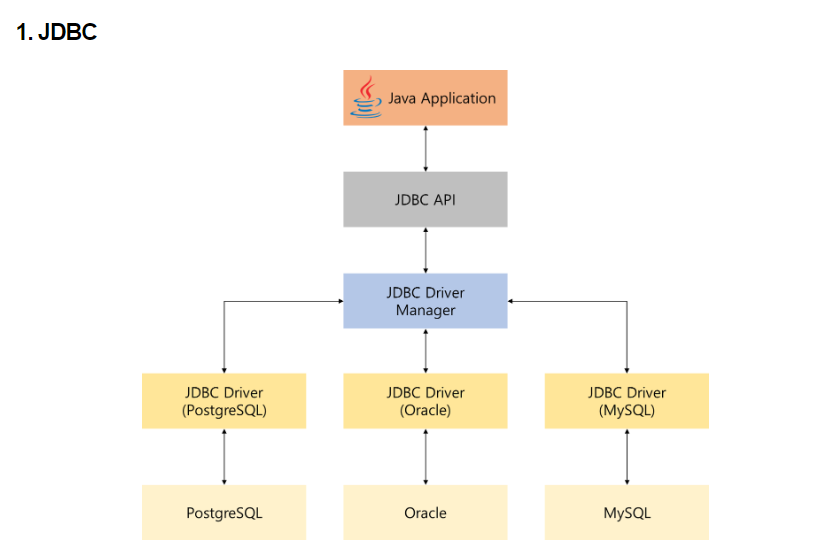 1. JDBC
Java Application
JDBC API
JDBC Driver
Manager
JDBC Driver
(PostgreSQL)
JDBC Driver
(Oracle)
JDBC Driver
(MySQL)
PostgreSQL
Oracle
MySQL